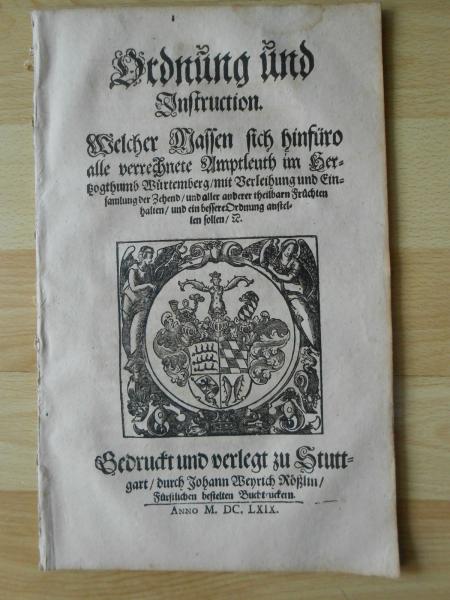 Ordnung und
Instruction.
Welcher Massen sich hinfüro
alle verrechnete Amptleuth im Her-
tzogthumb Würtemberg/ mit Verleihung und Ein-
samlung der Zehend/ und aller anderer theilbarn Früchten
halten/ und ein bessere Ordnung anstel-
len sollen/ ꝛc.
Gedruckt und verlegt zu Stutt-
gart/ durch Johann Weyrich Rößlin/
Fürstlichen bestelten Buchtruckern.
ANNO M. DC. LXIX.